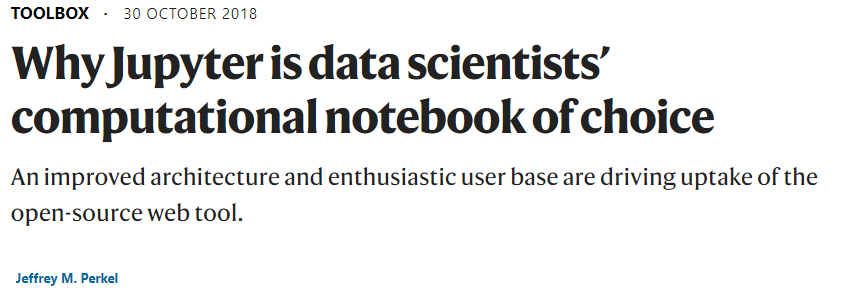 TOOLBOX · 30 OCTOBER 2018
Why Jupyter is data scientists’
computational notebook of choice
An improved architecture and enthusiastic user base are driving uptake of the
open-source web tool.
Jeffrey M. Perkel